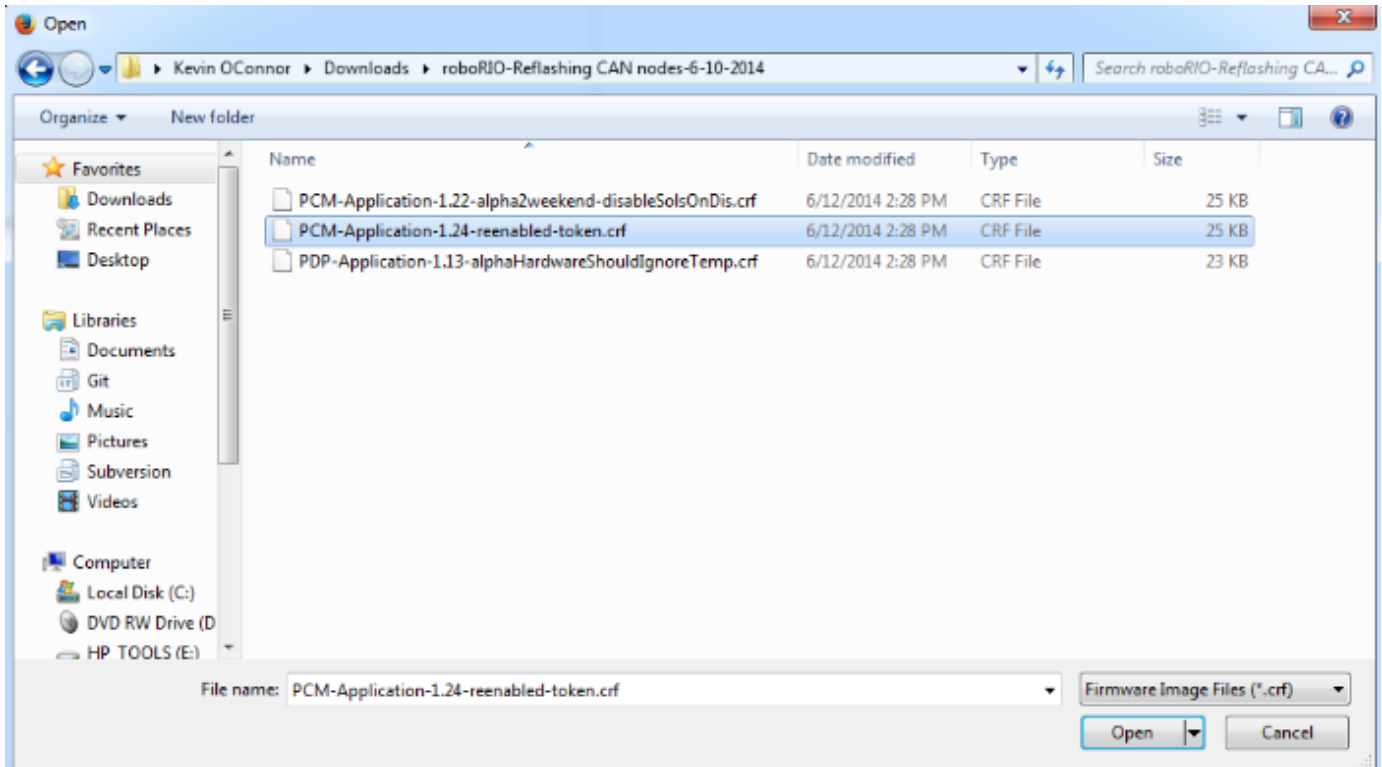 Open
Kevin OConnor ▸ Downloads ▸ roboRIO-Reflashing CAN nodes-6-10-2014
Search roboRIO-Reflashing CA...
Organize New folder
Name Date modified Type Size
PCM-Application-1.22-alpha2weekend-disableSolsOnDis.crf 6/12/2014 2:28 PM CRF File 25 KB
PCM-Application-1.24-reenabled-token.crf 6/12/2014 2:28 PM CRF File 25 KB
PDP-Application-1.13-alphaHardwareShouldIgnoreTemp.crf 6/12/2014 2:28 PM CRF File 23 KB
Favorites
Downloads
Recent Places
Desktop
Libraries
Documents
Git
Music
Pictures
Subversion
Videos
Computer
Local Disk (C:)
DVD RW Drive (D
HP_TOOLS (E:)
File name: PCM-Application-1.24-reenabled-token.crf
Firmware Image Files (*.crf)
Open Cancel